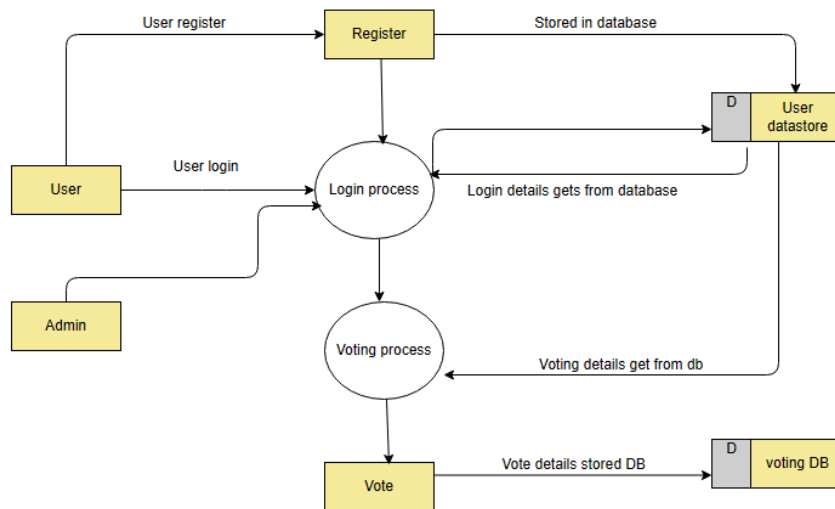 User register
Register
Stored in database
D
User
datastore
User login
User
Login process
Login details gets from database
Admin
Voting process
Voting details get from db
D
voting DB
Vote details stored DB
Vote